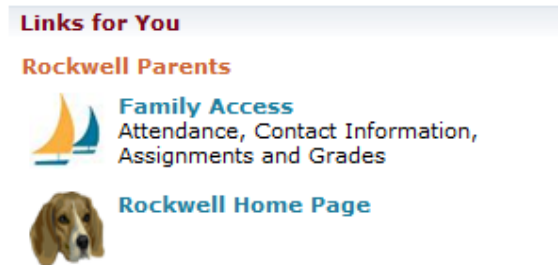 Links for You
Rockwell Parents
Family Access
Attendance, Contact Information,
Assignments and Grades
Rockwell Home Page